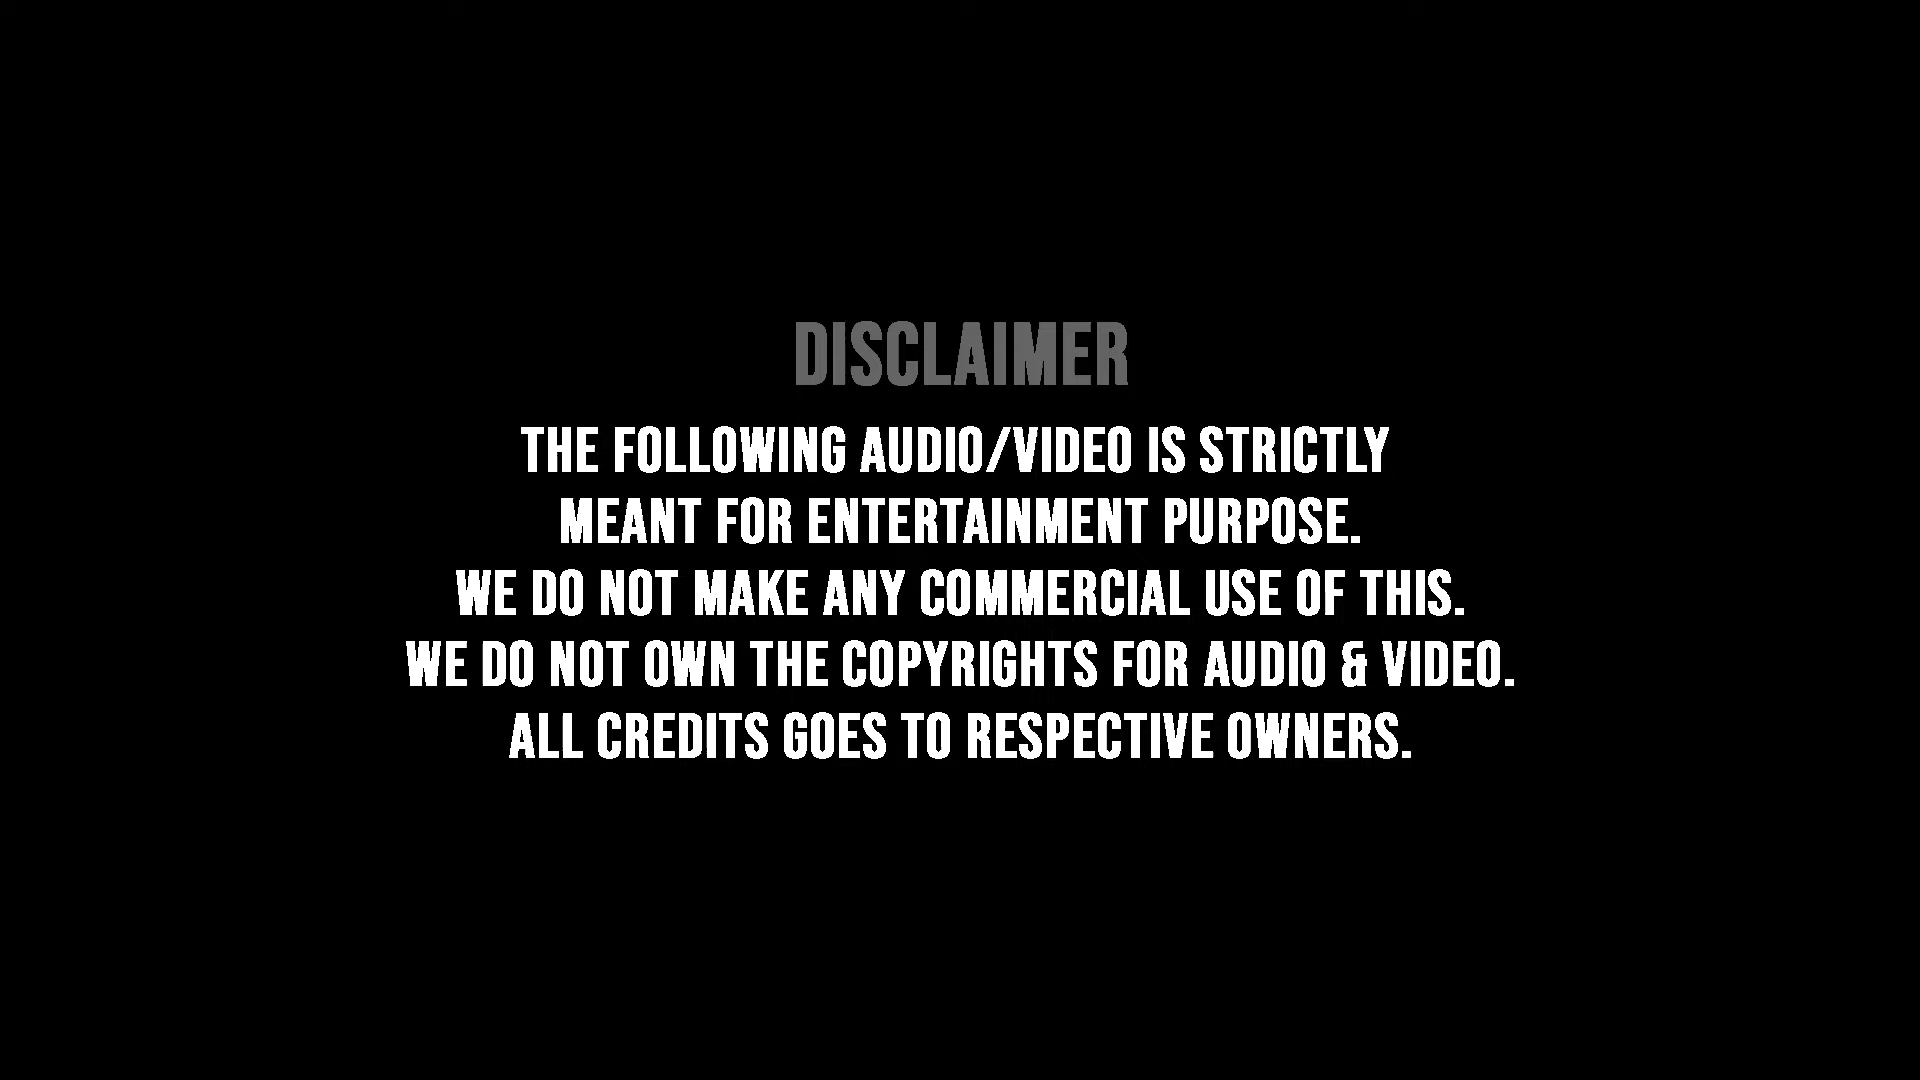 DISCLAIMER
THE FOLLOWING AUDIO/VIDEO IS STRICTLY
MEANT FOR ENTERTAINMENT PURPOSE.
WE DO NOT MAKE ANY COMMERCIAL USE OF THIS.
WE DO NOT OWN THE COPYRIGHTS FOR AUDIO & VIDEO.
ALL CREDITS GOES TO RESPECTIVE OWNERS.